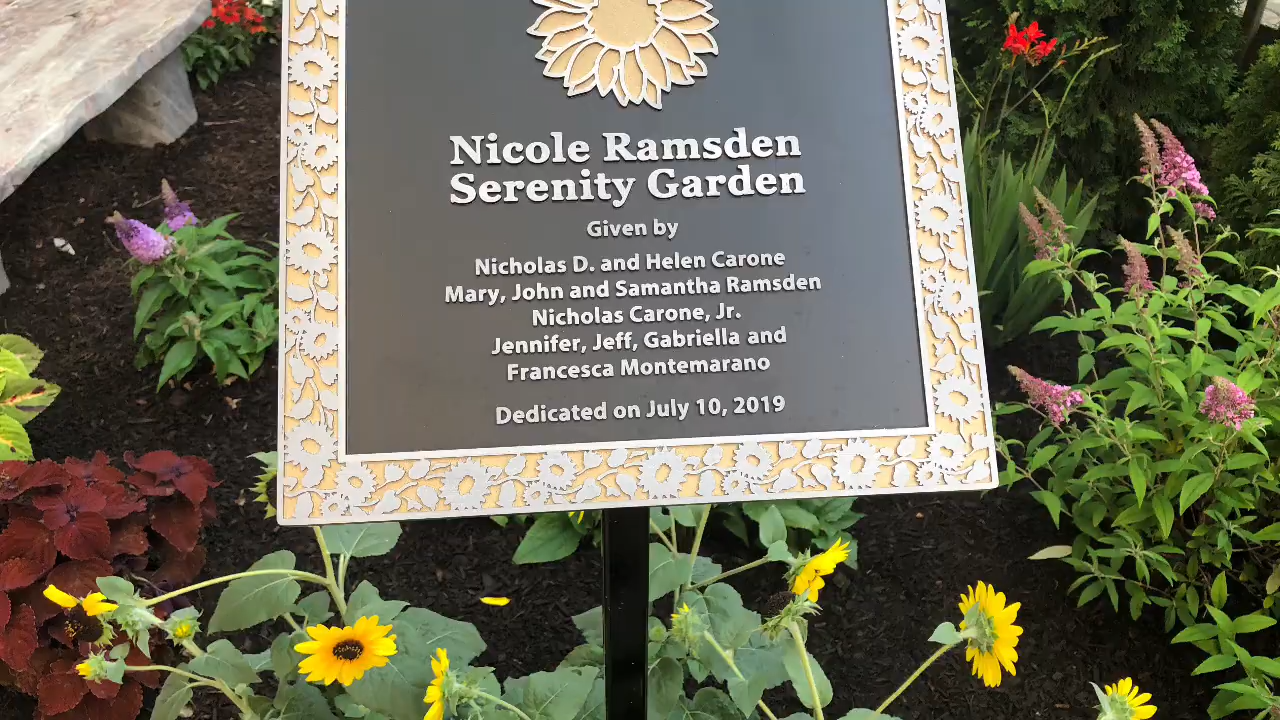 Nicole Ramsden
Serenity Garden
Given by
Nicholas D. and Helen Carone
Mary, John and Samantha Ramsden
Nicholas Carone, Jr.
Jennifer, Jeff, Gabriella and
Francesca Montemarano
Dedicated on July 10, 2019